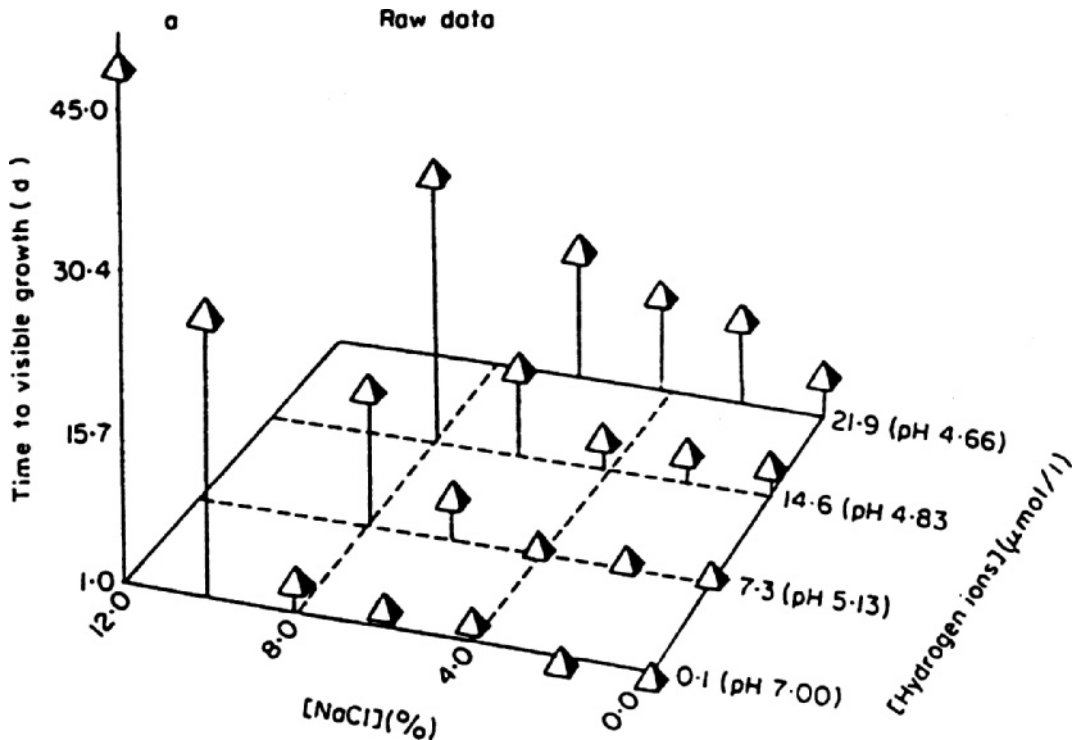 a
Raw data
Time to visible growth (d)
45·0
30·4
15·7
1·0
12·0
8·0
4·0
0·0
[NaCl](%)
21·9 (pH 4·66)
14·6 (pH 4·83
7·3 (pH 5·13)
0·1 (pH 7·00)
[Hydrogen ions](μmol/l)